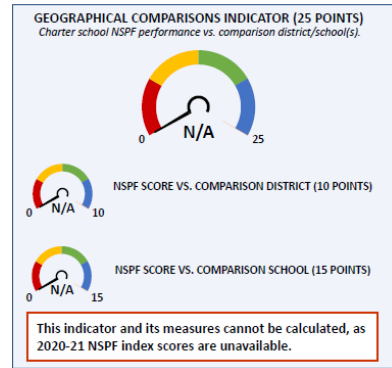 GEOGRAPHICAL COMPARISONS INDICATOR (25 POINTS)
Charter school NSPF performance vs. comparison district/school(s).
N/A
0 25
NSPF SCORE VS. COMPARISON DISTRICT (10 POINTS)
N/A
0 10
NSPF SCORE VS. COMPARISON SCHOOL (15 POINTS)
N/A
0 15
This indicator and its measures cannot be calculated, as
2020-21 NSPF index scores are unavailable.